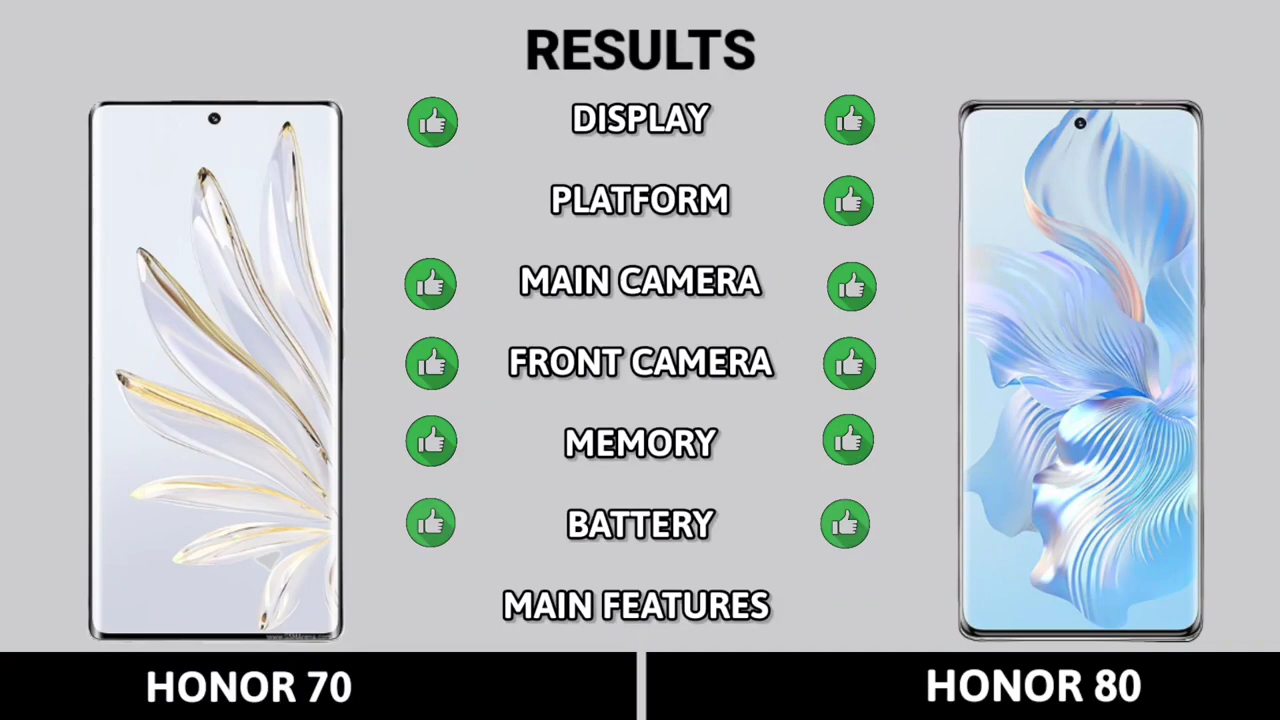 RESULTS
DISPLAY
PLATFORM
MAIN CAMERA
FRONT CAMERA
MEMORY
BATTERY
MAIN FEATURES
HONOR 70
HONOR 80